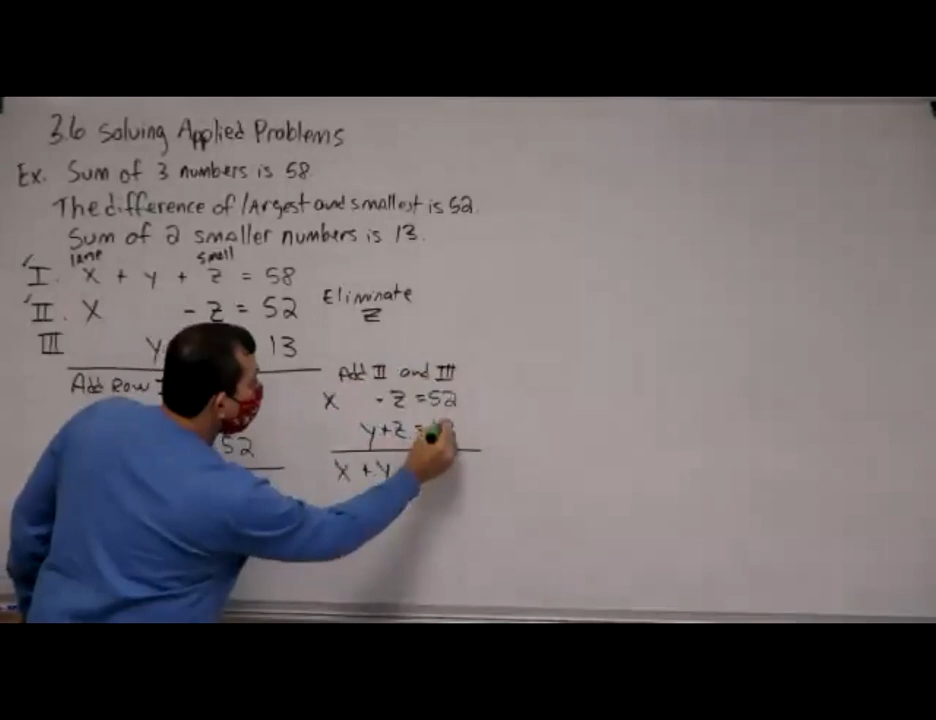 3.6 Solving Applied Problems
Ex. Sum of 3 numbers is 58
The difference of largest and smallest is 52.
Sum of 2 smaller numbers is 13.
large small
I. x + y + z = 58
II. x - z = 52
Eliminate
z
III y 13
Add Row
52
Add II and III
x - z = 52
y + z =
x + y